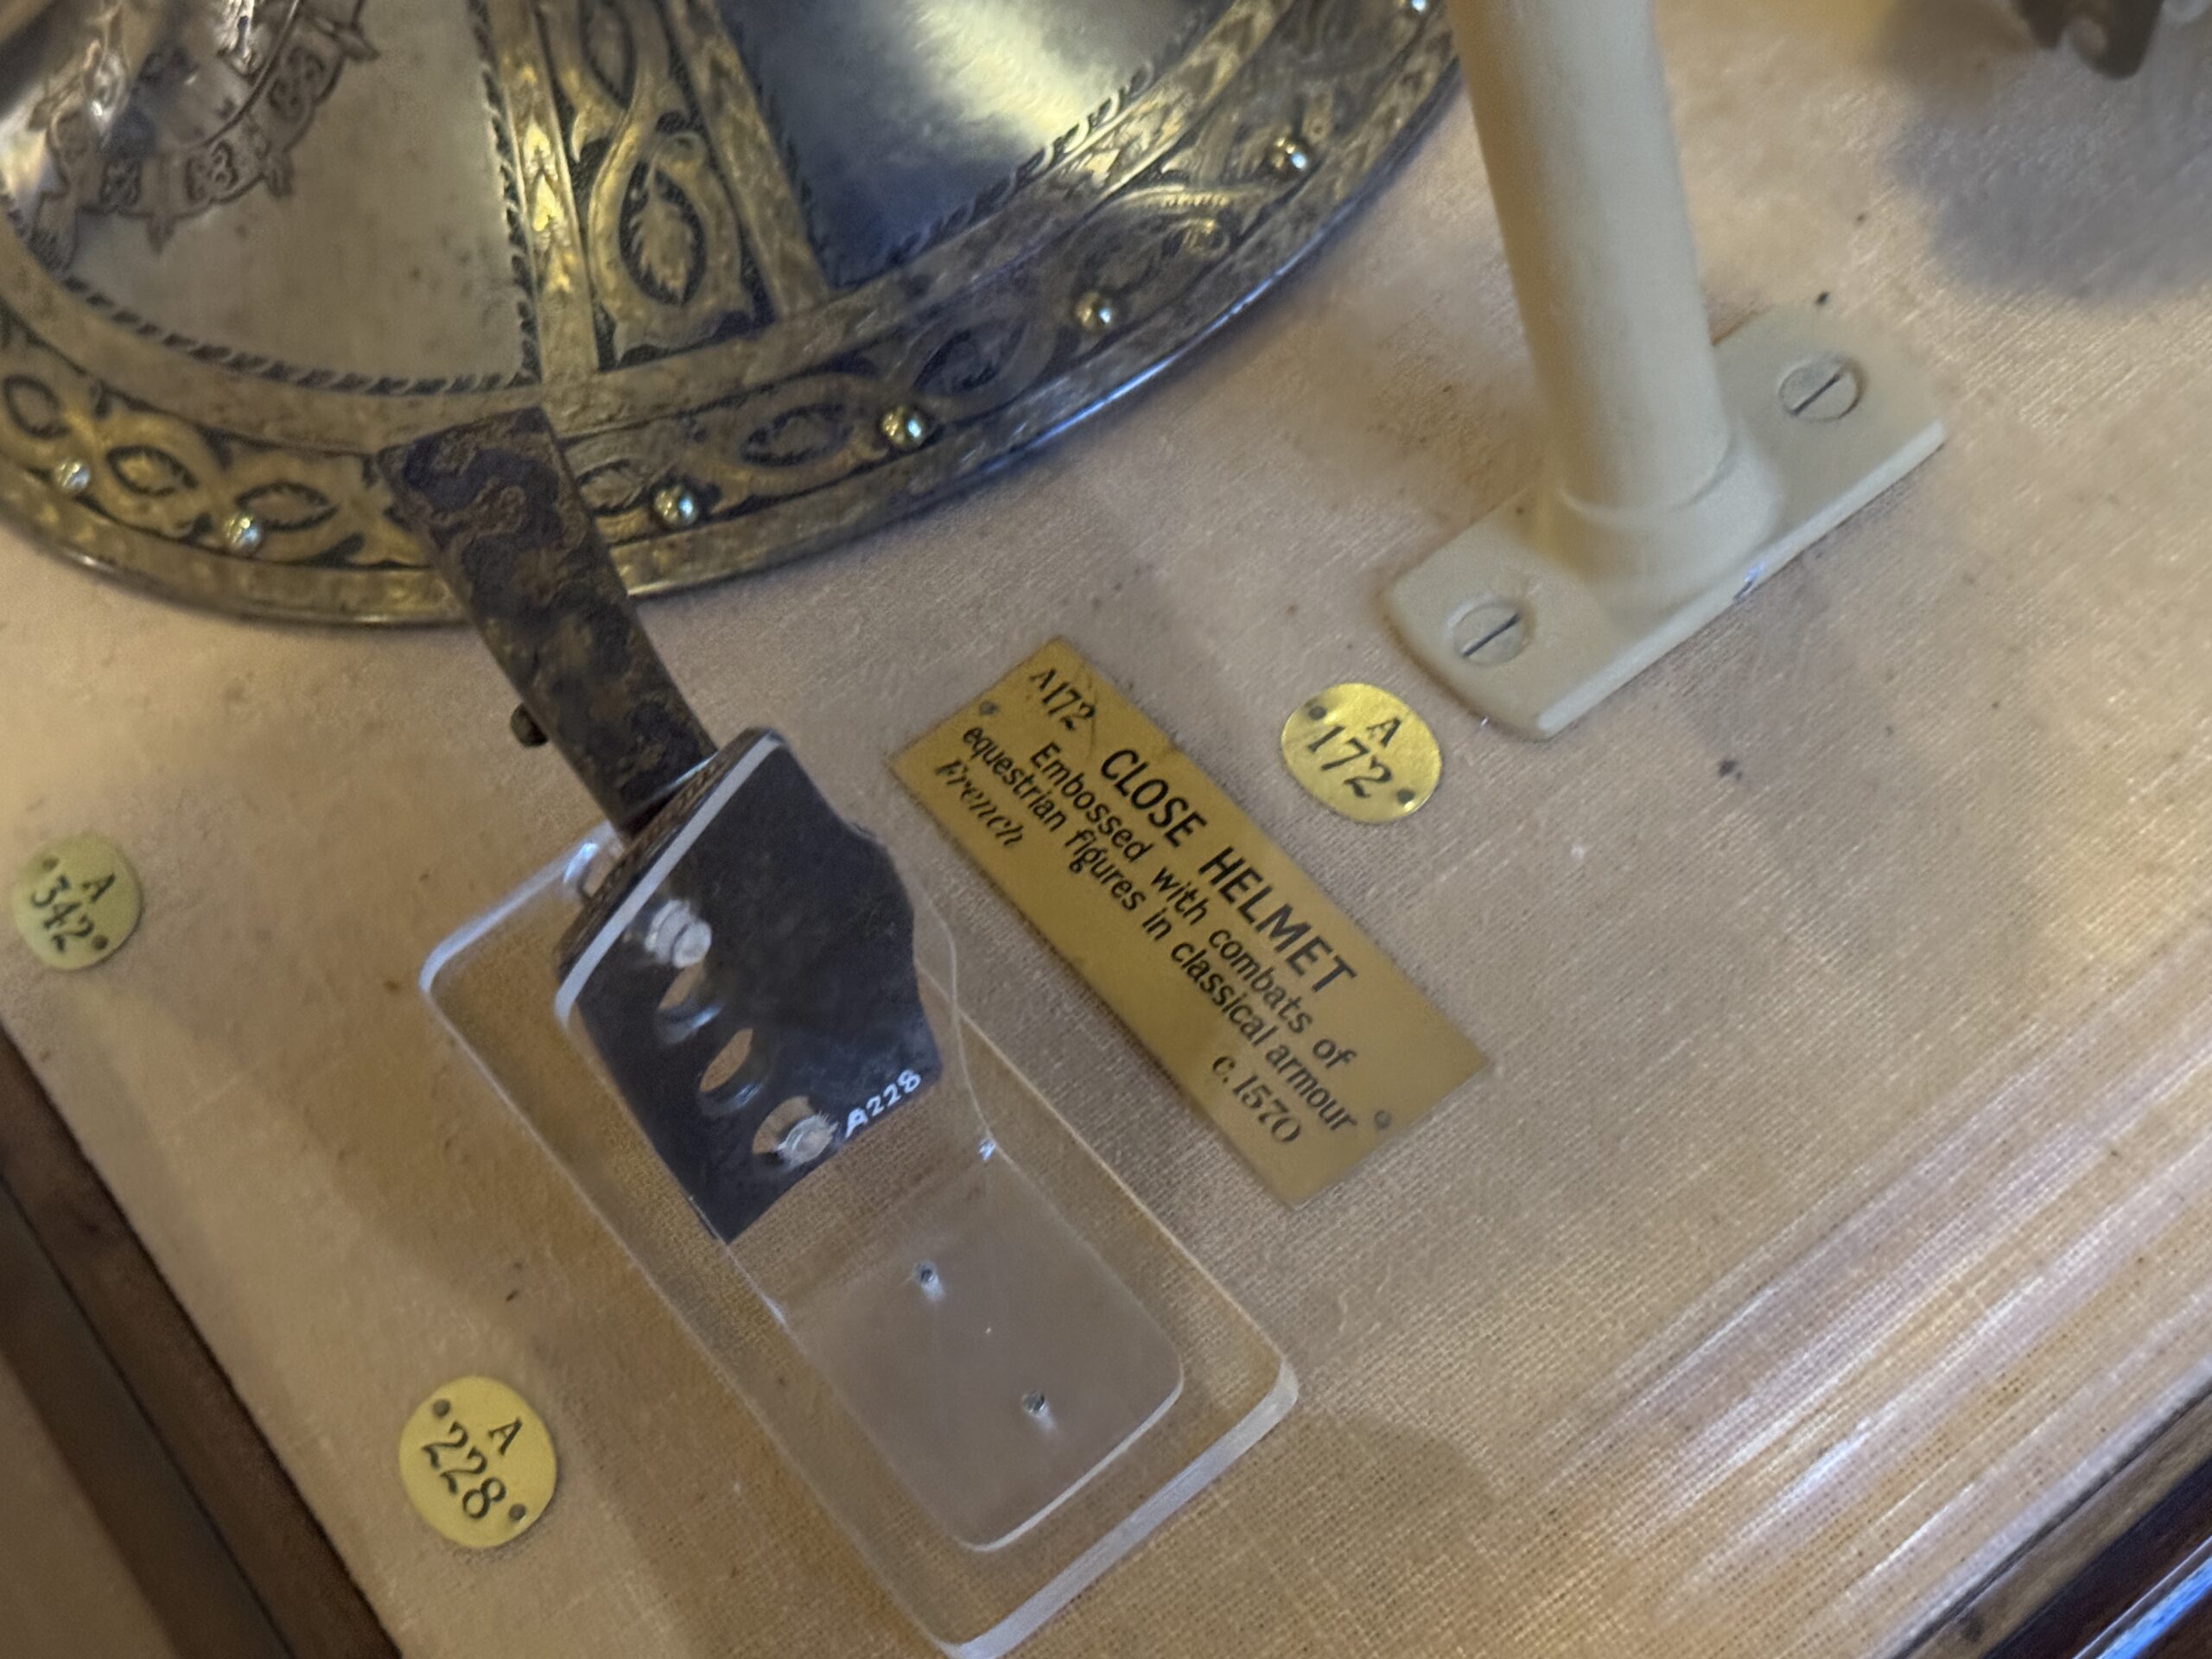 A172 CLOSE HELMET
Embossed with combats of
equestrian figures in classical armour
French c. 1570
A
172
A
342
A228
A
228